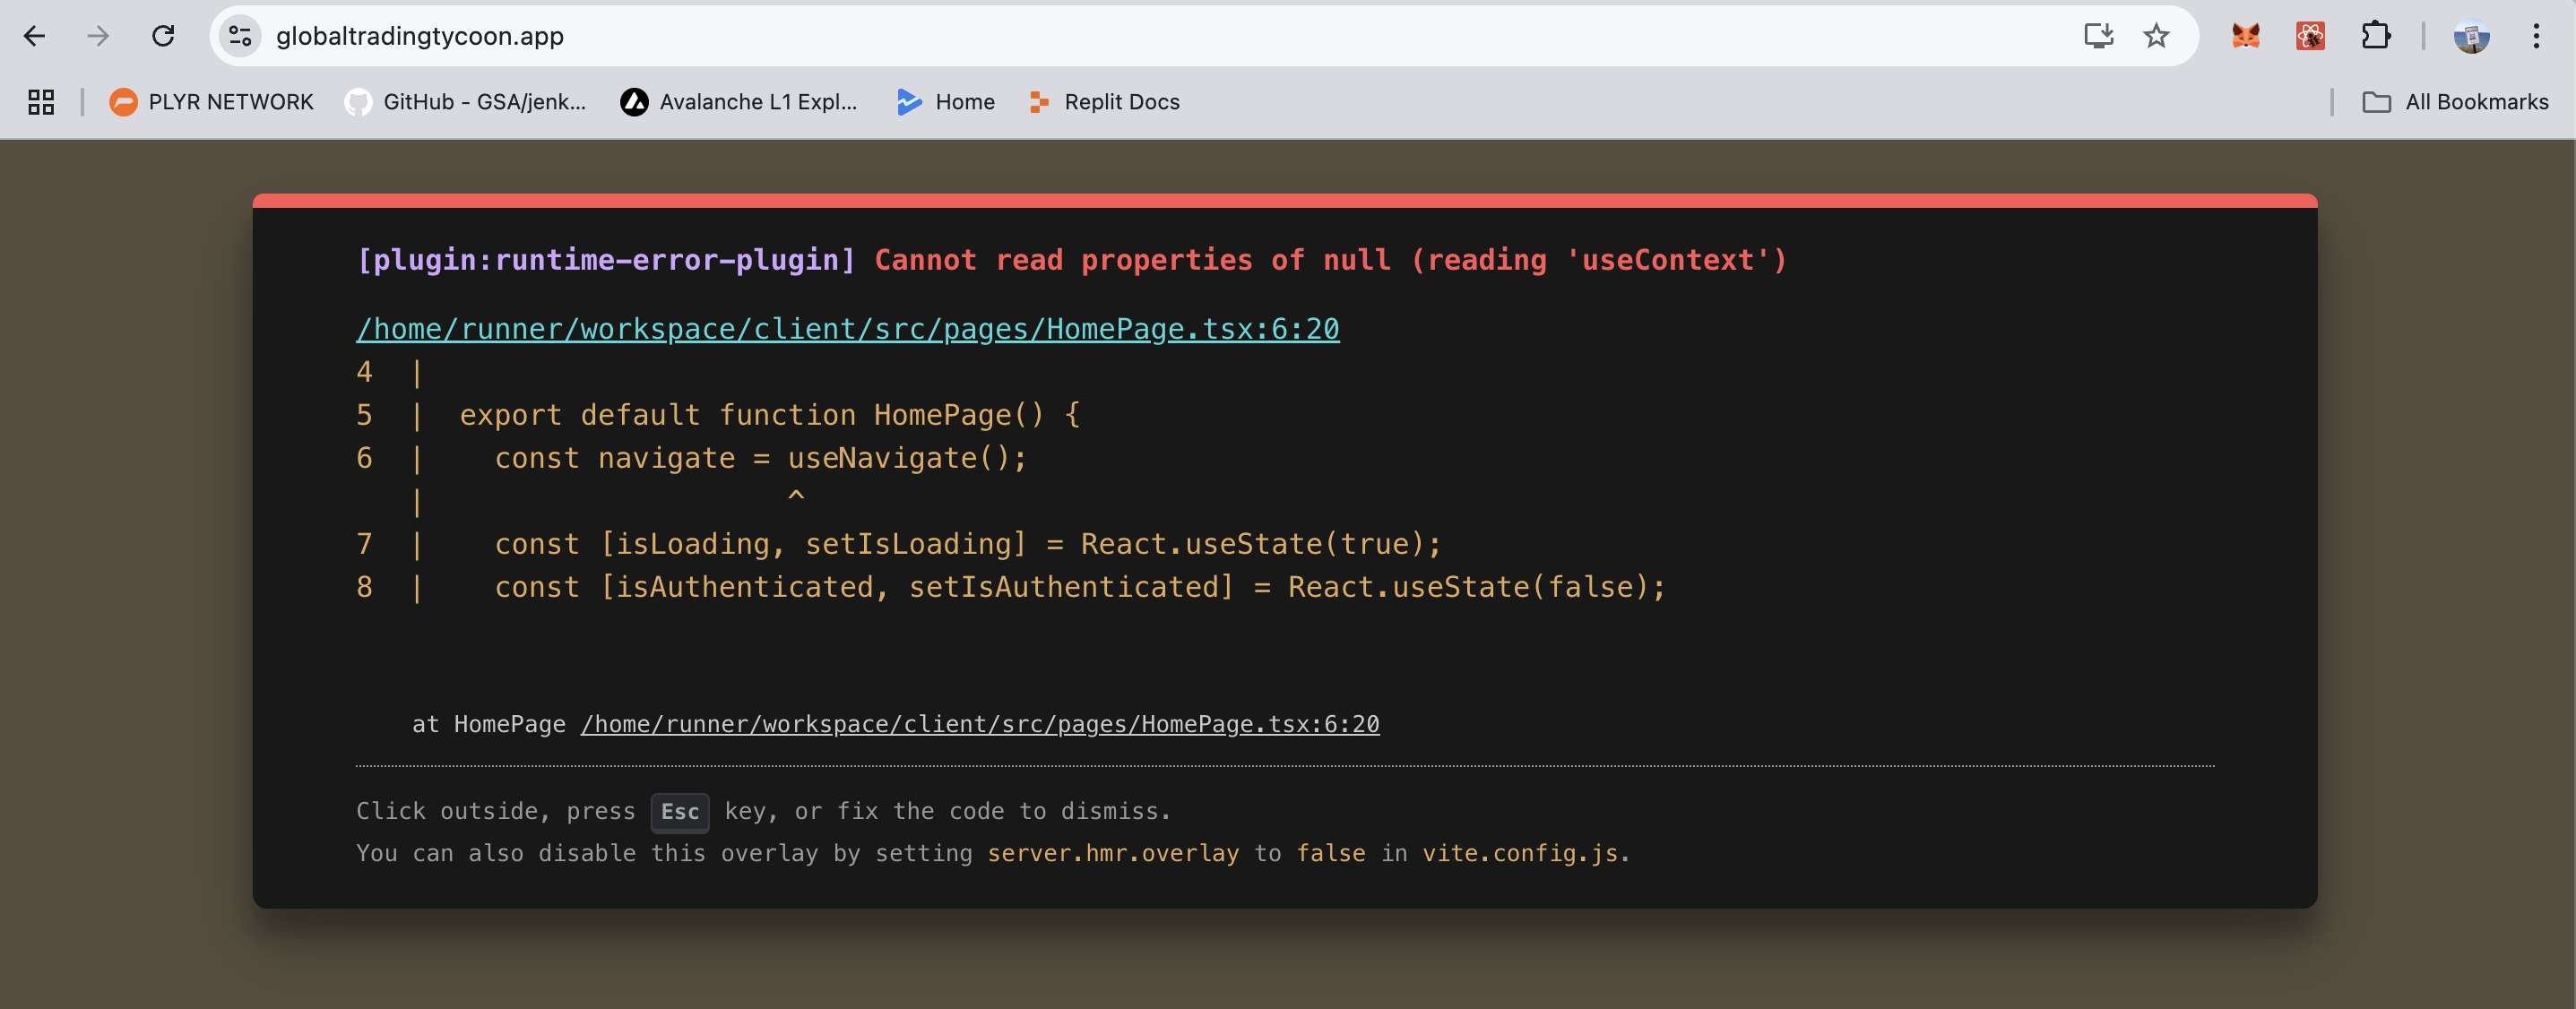 globaltradingtycoon.app
PLYR NETWORK
GitHub - GSA/jenk...
Avalanche L1 Expl...
Home
Replit Docs
All Bookmarks
[plugin:runtime-error-plugin] Cannot read properties of null (reading 'useContext')
/home/runner/workspace/client/src/pages/HomePage.tsx:6:20
4 |
5 | export default function HomePage() {
6 |   const navigate = useNavigate();
  |                    ^
7 |   const [isLoading, setIsLoading] = React.useState(true);
8 |   const [isAuthenticated, setIsAuthenticated] = React.useState(false);
at HomePage /home/runner/workspace/client/src/pages/HomePage.tsx:6:20
Click outside, press Esc key, or fix the code to dismiss.
You can also disable this overlay by setting server.hmr.overlay to false in vite.config.js.